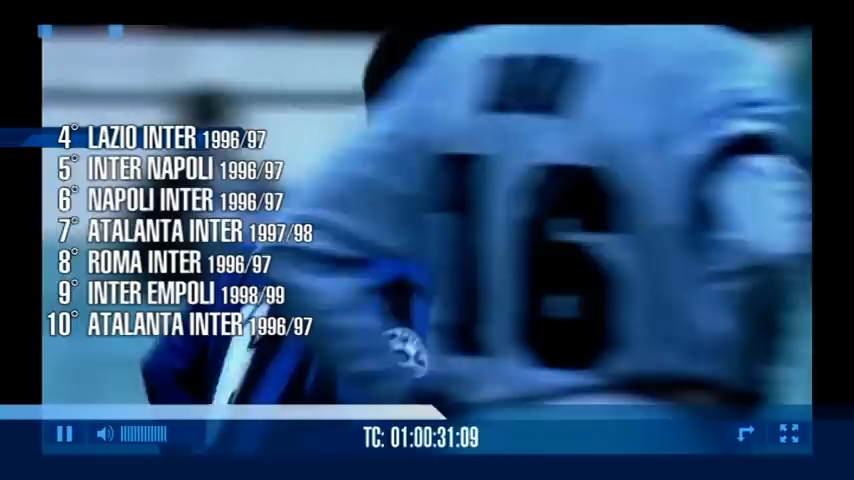 4° LAZIO INTER 1996/97
5° INTER NAPOLI 1996/97
6° NAPOLI INTER 1996/97
7° ATALANTA INTER 1997/98
8° ROMA INTER 1996/97
9° INTER EMPOLI 1998/99
10° ATALANTA INTER 1996/97
16
TC: 01:00:31:09